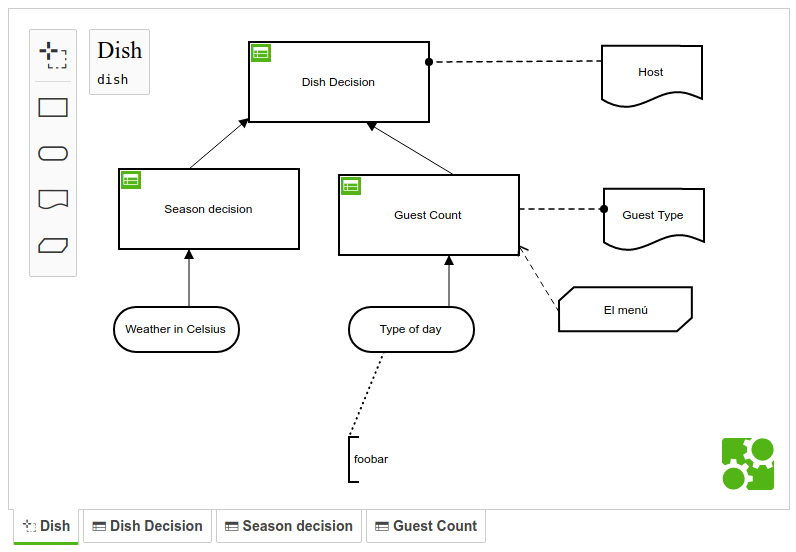 Dish
dish
Dish Decision
Host
Season decision
Guest Count
Guest Type
El menú
Weather in Celsius
Type of day
foobar
Dish
Dish Decision
Season decision
Guest Count